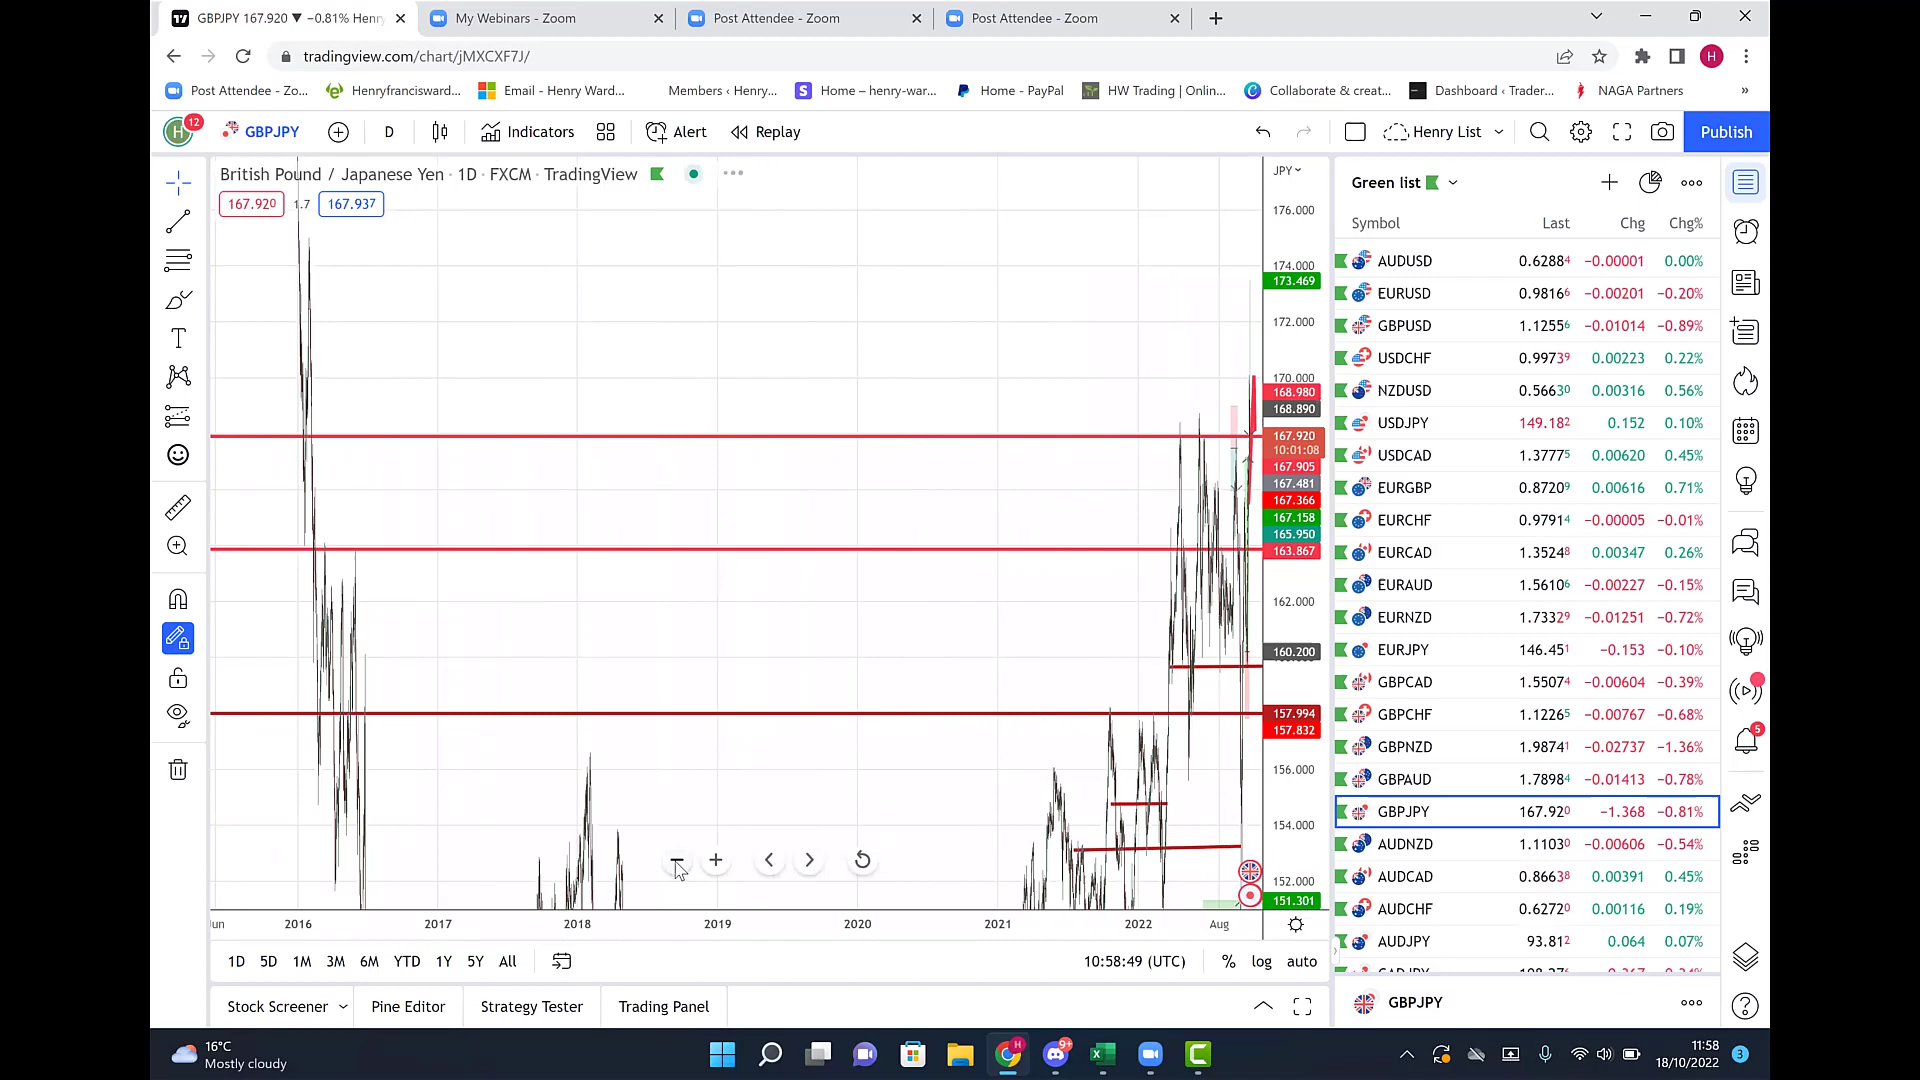 GBPJPY 167.920 ▼ −0.81% Henry
My Webinars - Zoom
Post Attendee - Zoom
Post Attendee - Zoom
tradingview.com/chart/jMXCXF7J/
H
Post Attendee - Zo...
Henryfrancisward...
Email - Henry Ward...
Members ‹ Henry...
Home – henry-war...
Home - PayPal
HW Trading | Onlin...
Collaborate & creat...
Dashboard ‹ Trader...
NAGA Partners
»
H 12
GBPJPY
D
Indicators
Alert
Replay
Henry List
Publish
British Pound / Japanese Yen · 1D · FXCM · TradingView
167.920 1.7 167.937
JPY
176.000
174.000
173.469
172.000
170.000
168.980
168.890
167.920
10:01:08
167.905
167.481
167.366
167.158
165.950
163.867
162.000
160.200
157.994
157.832
156.000
154.000
152.000
151.301
Jun 2016 2017 2018 2019 2020 2021 2022 Aug
1D 5D 1M 3M 6M YTD 1Y 5Y All
10:58:49 (UTC) % log auto
Stock Screener Pine Editor Strategy Tester Trading Panel
Green list
Symbol Last Chg Chg%
AUDUSD 0.62884 −0.00001 0.00%
EURUSD 0.98166 −0.00201 −0.20%
GBPUSD 1.12556 −0.01014 −0.89%
USDCHF 0.99739 0.00223 0.22%
NZDUSD 0.56630 0.00316 0.56%
USDJPY 149.182 0.152 0.10%
USDCAD 1.37775 0.00620 0.45%
EURGBP 0.87209 0.00616 0.71%
EURCHF 0.97914 −0.00005 −0.01%
EURCAD 1.35248 0.00347 0.26%
EURAUD 1.56106 −0.00227 −0.15%
EURNZD 1.73329 −0.01251 −0.72%
EURJPY 146.451 −0.153 −0.10%
GBPCAD 1.55074 −0.00604 −0.39%
GBPCHF 1.12265 −0.00767 −0.68%
GBPNZD 1.98741 −0.02737 −1.36%
GBPAUD 1.78984 −0.01413 −0.78%
GBPJPY 167.920 −1.368 −0.81%
AUDNZD 1.11030 −0.00606 −0.54%
AUDCAD 0.86638 0.00391 0.45%
AUDCHF 0.62720 0.00116 0.19%
AUDJPY 93.812 0.064 0.07%
GBPJPY
5
16°C
Mostly cloudy
9+
11:58
18/10/2022
3